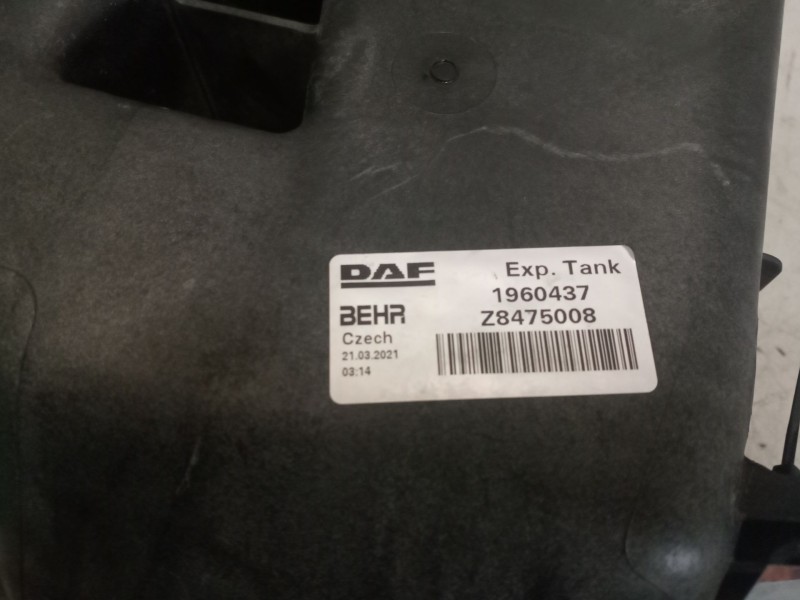 DAF Exp. Tank
1960437
BEHR Z8475008
Czech
21.03.2021
03:14